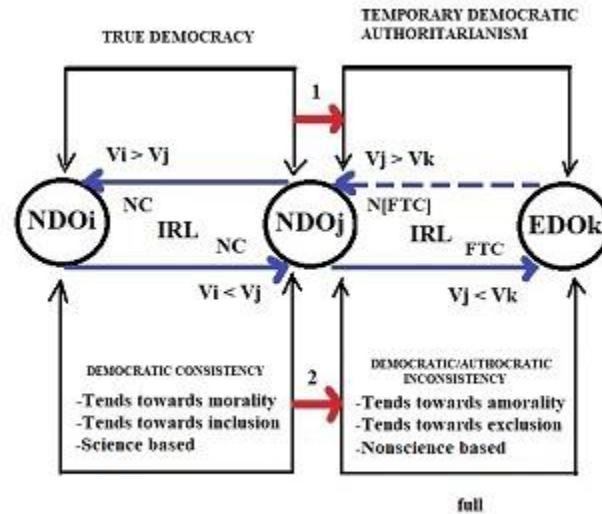 TRUE DEMOCRACY
TEMPORARY DEMOCRATIC
AUTHORITARIANISM
1
Vi > Vj
Vj > Vk
NDOi
NC
IRL
NC
NDOj
N[FTC]
IRL
FTC
EDOk
Vi < Vj
Vj < Vk
DEMOCRATIC CONSISTENCY
-Tends towards morality
-Tends towards inclusion
-Science based
2
DEMOCRATIC/AUTHOCRATIC
INCONSISTENCY
-Tends towards amorality
-Tends towards exclusion
-Nonscience based
full